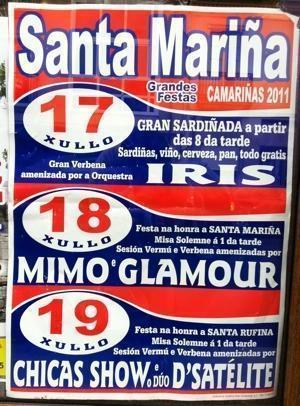 Santa Mariña
Grandes
Festas
CAMARIÑAS 2011
17
XULLO
GRAN SARDIÑADA a partir
das 8 da tarde
Sardiñas, viño, cerveza, pan, todo gratis
Gran Verbena
amenizada por a Orquestra
IRIS
18
XULLO
Festa na honra a SANTA MARIÑA
Misa Solemne á 1 da tarde
Sesión Vermú e Verbena amenizadas por
MIMO e GLAMOUR
19
XULLO
Festa na honra a SANTA RUFINA
Misa Solemne á 1 da tarde
Sesión Vermú e Verbena amenizadas por
CHICAS SHOW e o DÚO D'SATÉLITE